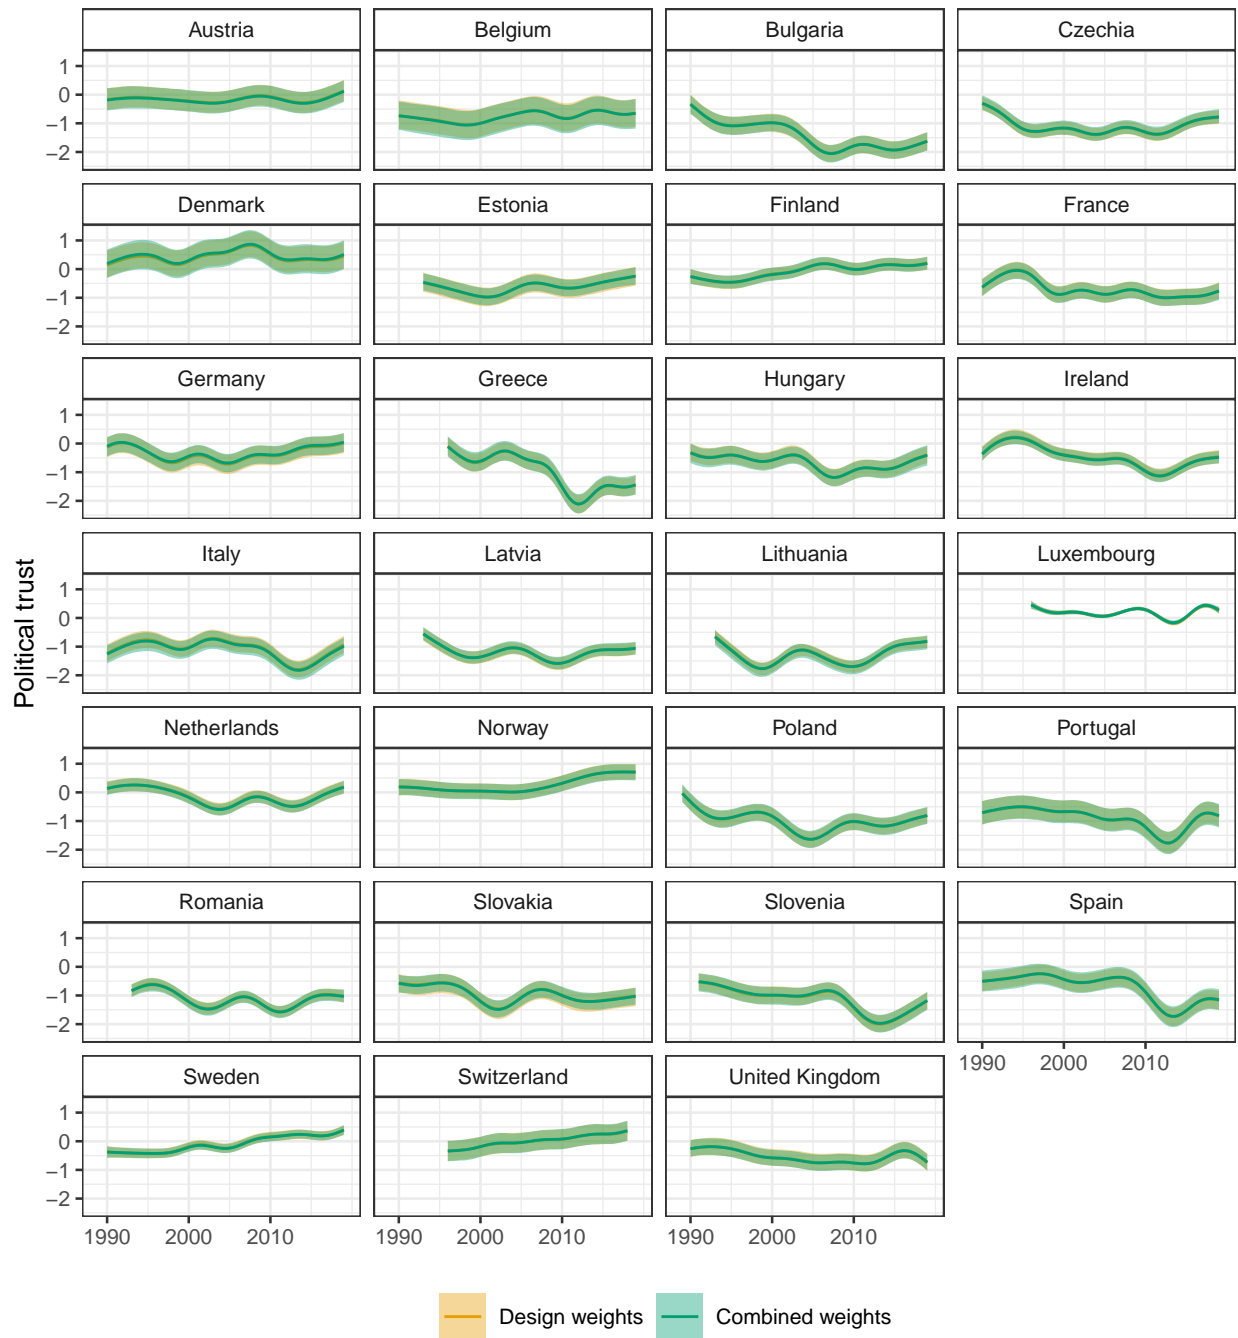 Austria Belgium Bulgaria Czechia
1
0
−1
−2
Denmark Estonia Finland France
1
0
−1
−2
Germany Greece Hungary Ireland
1
0
−1
−2
Political trust
Italy Latvia Lithuania Luxembourg
1
0
−1
−2
Netherlands Norway Poland Portugal
1
0
−1
−2
Romania Slovakia Slovenia Spain
1
0
−1
−2
1990 2000 2010
Sweden Switzerland United Kingdom
1
0
−1
−2
1990 2000 2010 1990 2000 2010 1990 2000 2010
Design weights Combined weights